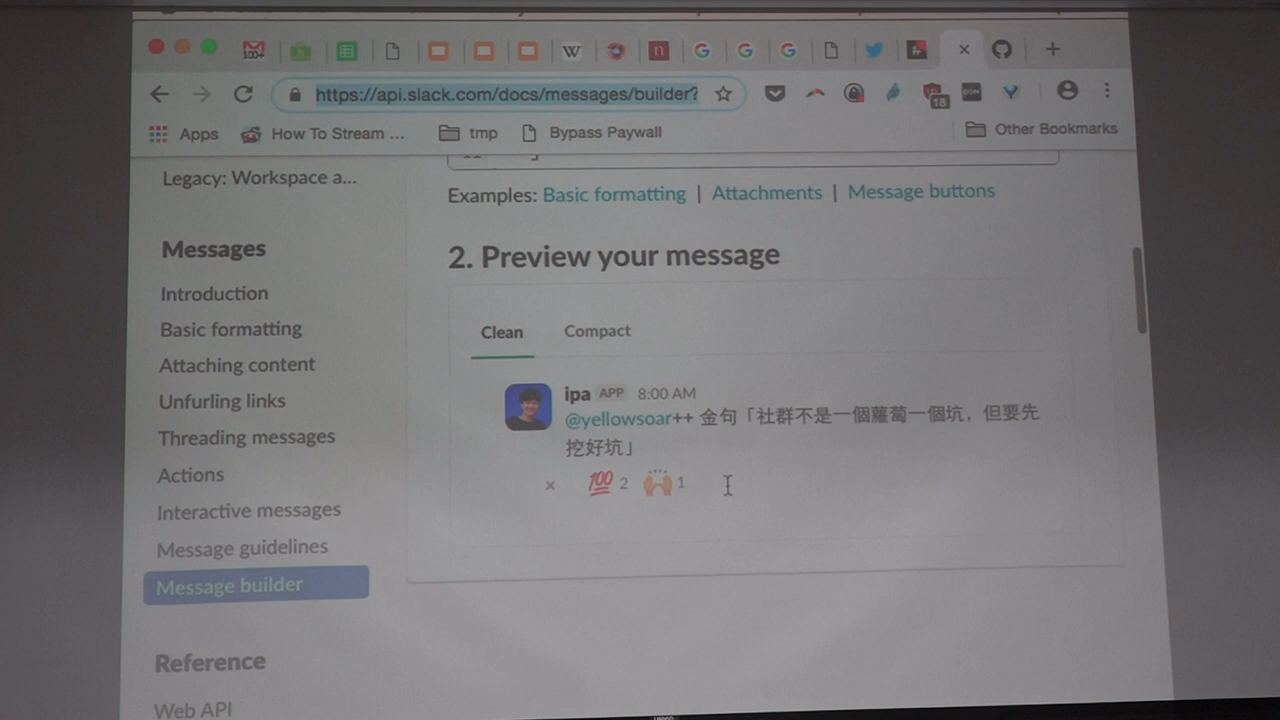 100+
W
n
G
G
G
https://api.slack.com/docs/messages/builder?
18
Apps
How To Stream ...
tmp
Bypass Paywall
Other Bookmarks
Legacy: Workspace a...
Examples: Basic formatting | Attachments | Message buttons
Messages
2. Preview your message
Introduction
Basic formatting
Clean Compact
Attaching content
Unfurling links
ipa APP 8:00 AM
@yellowsoar++ 金句「社群不是一個蘿蔔一個坑，但要先
挖好坑」
Threading messages
Actions
💯 2 🙌 1
Interactive messages
Message guidelines
Message builder
Reference
Web API